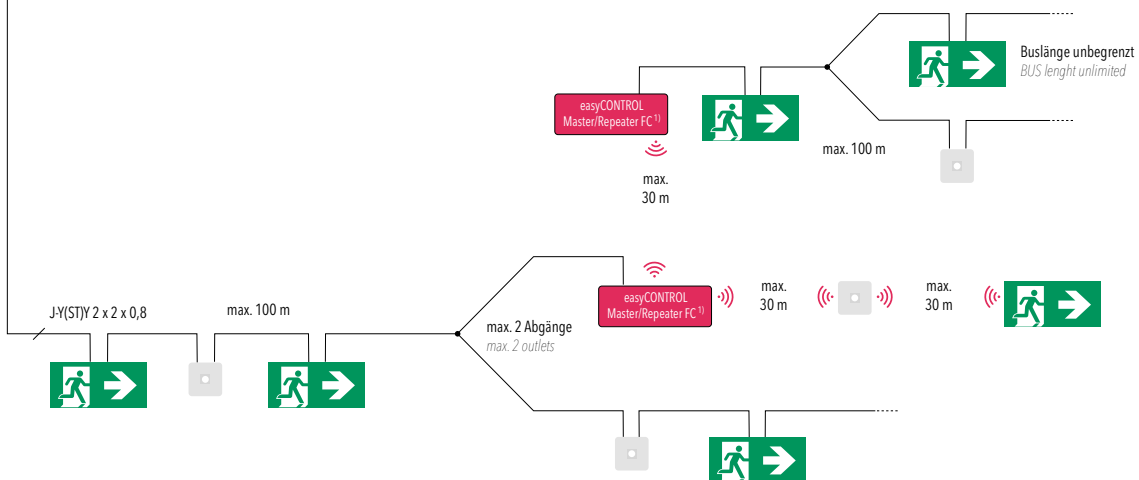 Buslänge unbegrenzt
BUS lenght unlimited
easyCONTROL
Master/Repeater FC 1)
max. 100 m
max.
30 m
easyCONTROL
Master/Repeater FC 1)
max.
30 m
max.
30 m
J-Y(ST)Y 2 x 2 x 0,8
max. 100 m
max. 2 Abgänge
max. 2 outlets